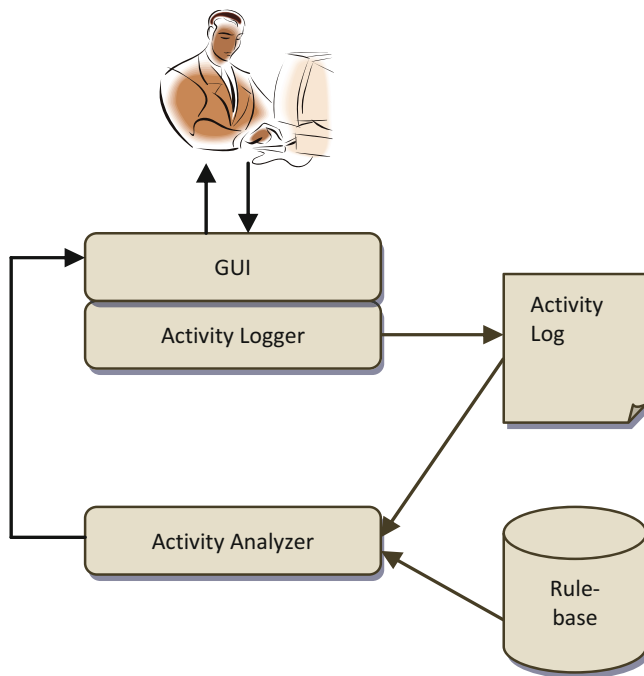 GUI
Activity Logger
Activity
Log
Activity Analyzer
Rule-
base